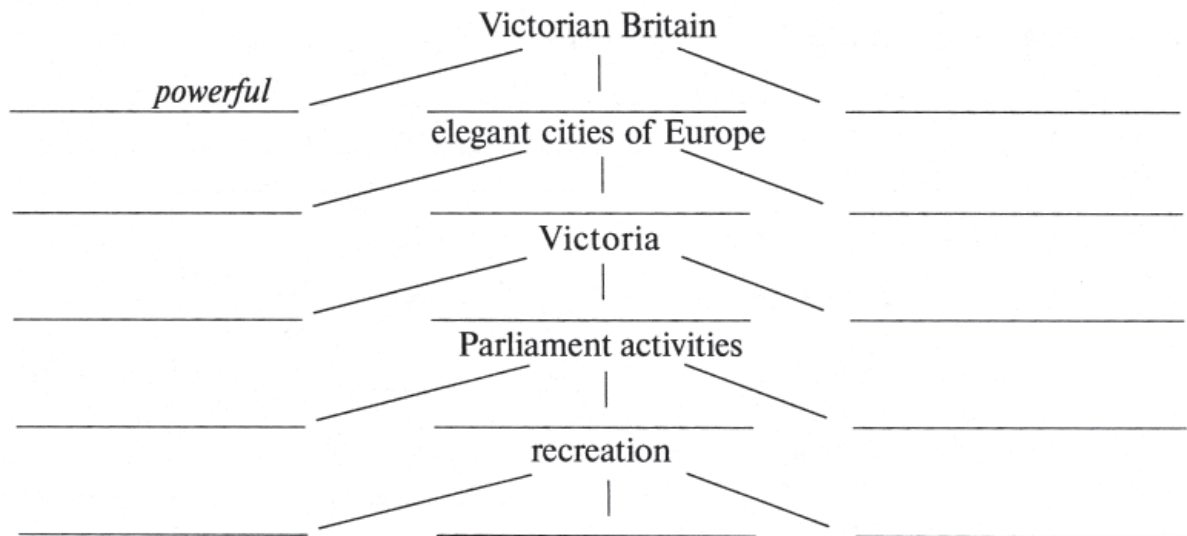 Victorian Britain
powerful
elegant cities of Europe
Victoria
Parliament activities
recreation